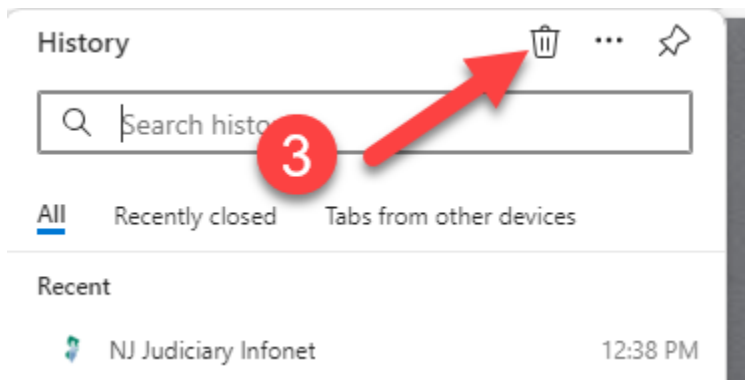 History
Search histo
3
All Recently closed Tabs from other devices
Recent
NJ Judiciary Infonet 12:38 PM